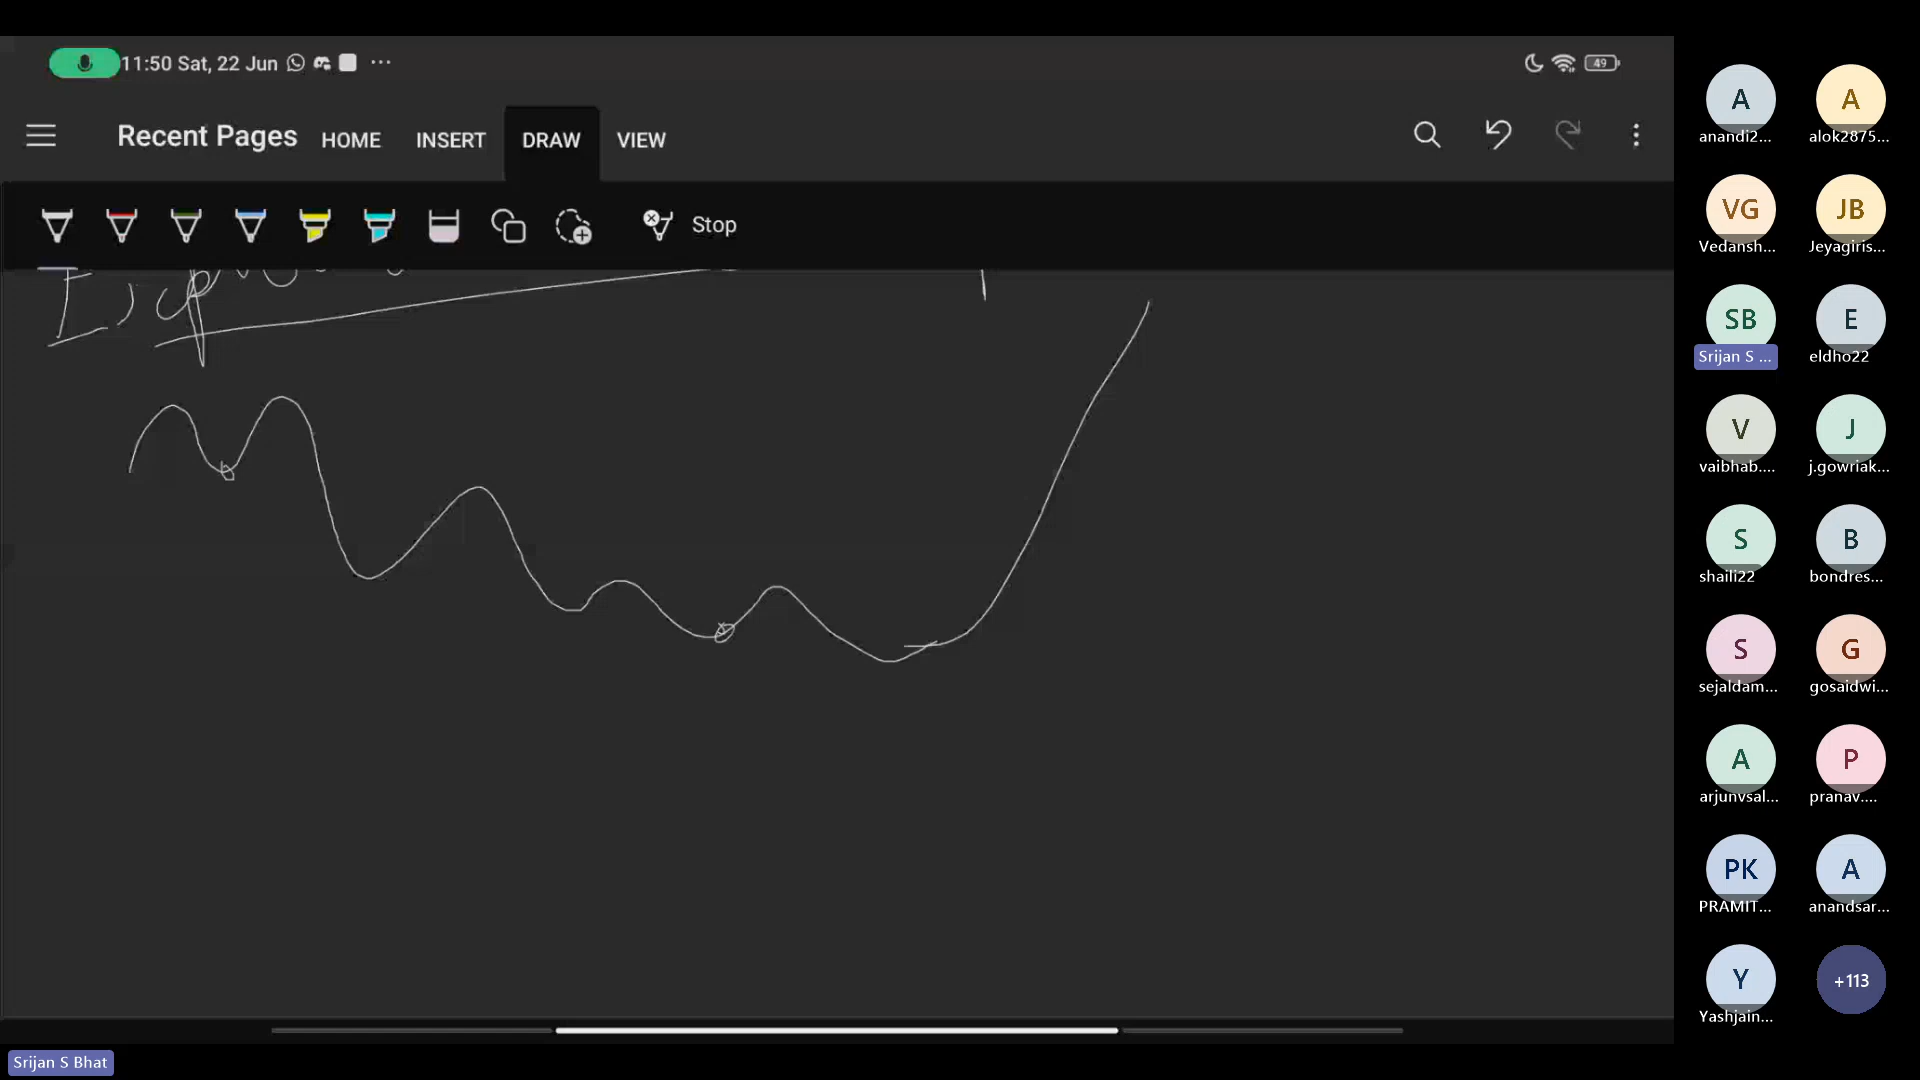 11:50 Sat, 22 Jun ...
49
Recent Pages HOME INSERT DRAW VIEW
Stop
A A
anandi2... alok2875...
VG JB
Vedansh... Jeyagiris...
SB E
Srijan S ... eldho22
V J
vaibhab.... j.gowriak...
S B
shaili22 bondres...
S G
sejaldam... gosaidwi...
A P
arjunvsal... pranav....
PK A
PRAMIT... anandsar...
Y +113
Yashjain...
Srijan S Bhat